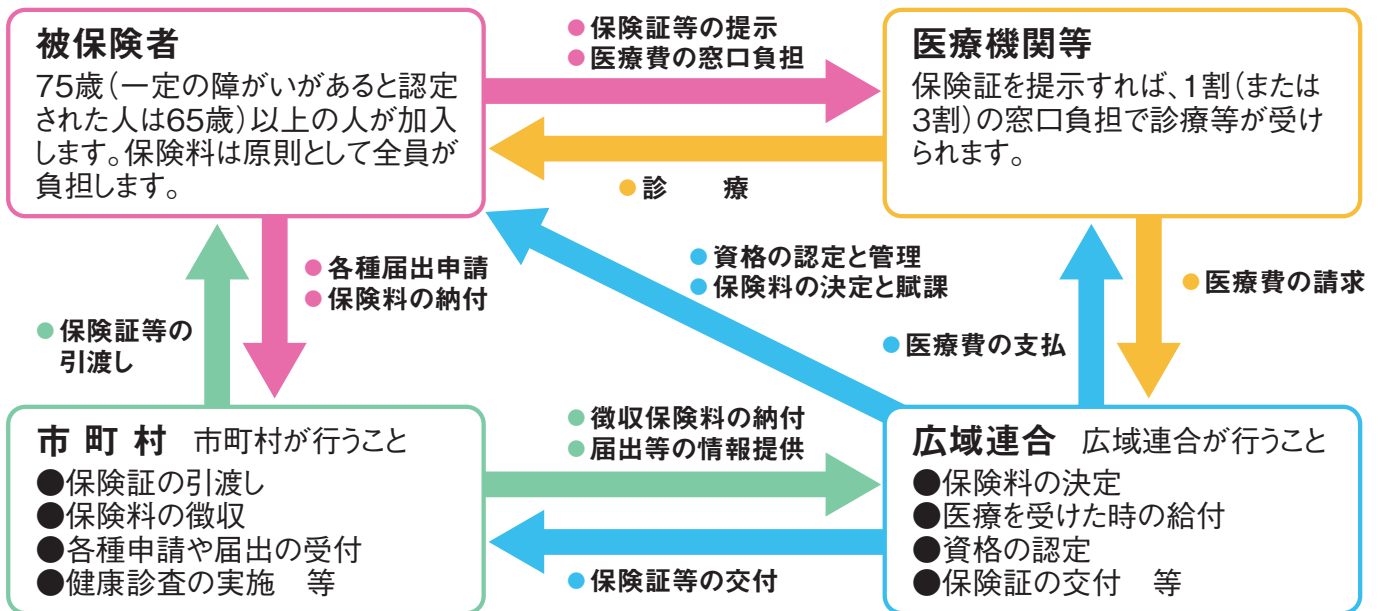 被保険者
75歳(一定の障がいがあると認定
された人は65歳)以上の人が加入
します。保険料は原則として全員が
負担します。
●保険証等の提示
●医療費の窓口負担
●診　療
医療機関等
保険証を提示すれば、1割(または
3割)の窓口負担で診療等が受け
られます。
●各種届出申請
●保険料の納付
●保険証等の
引渡し
●資格の認定と管理
●保険料の決定と賦課
●医療費の支払
●医療費の請求
市町村　市町村が行うこと
●保険証の引渡し
●保険料の徴収
●各種申請や届出の受付
●健康診査の実施　等
●徴収保険料の納付
●届出等の情報提供
●保険証等の交付
広域連合　広域連合が行うこと
●保険料の決定
●医療を受けた時の給付
●資格の認定
●保険証の交付　等